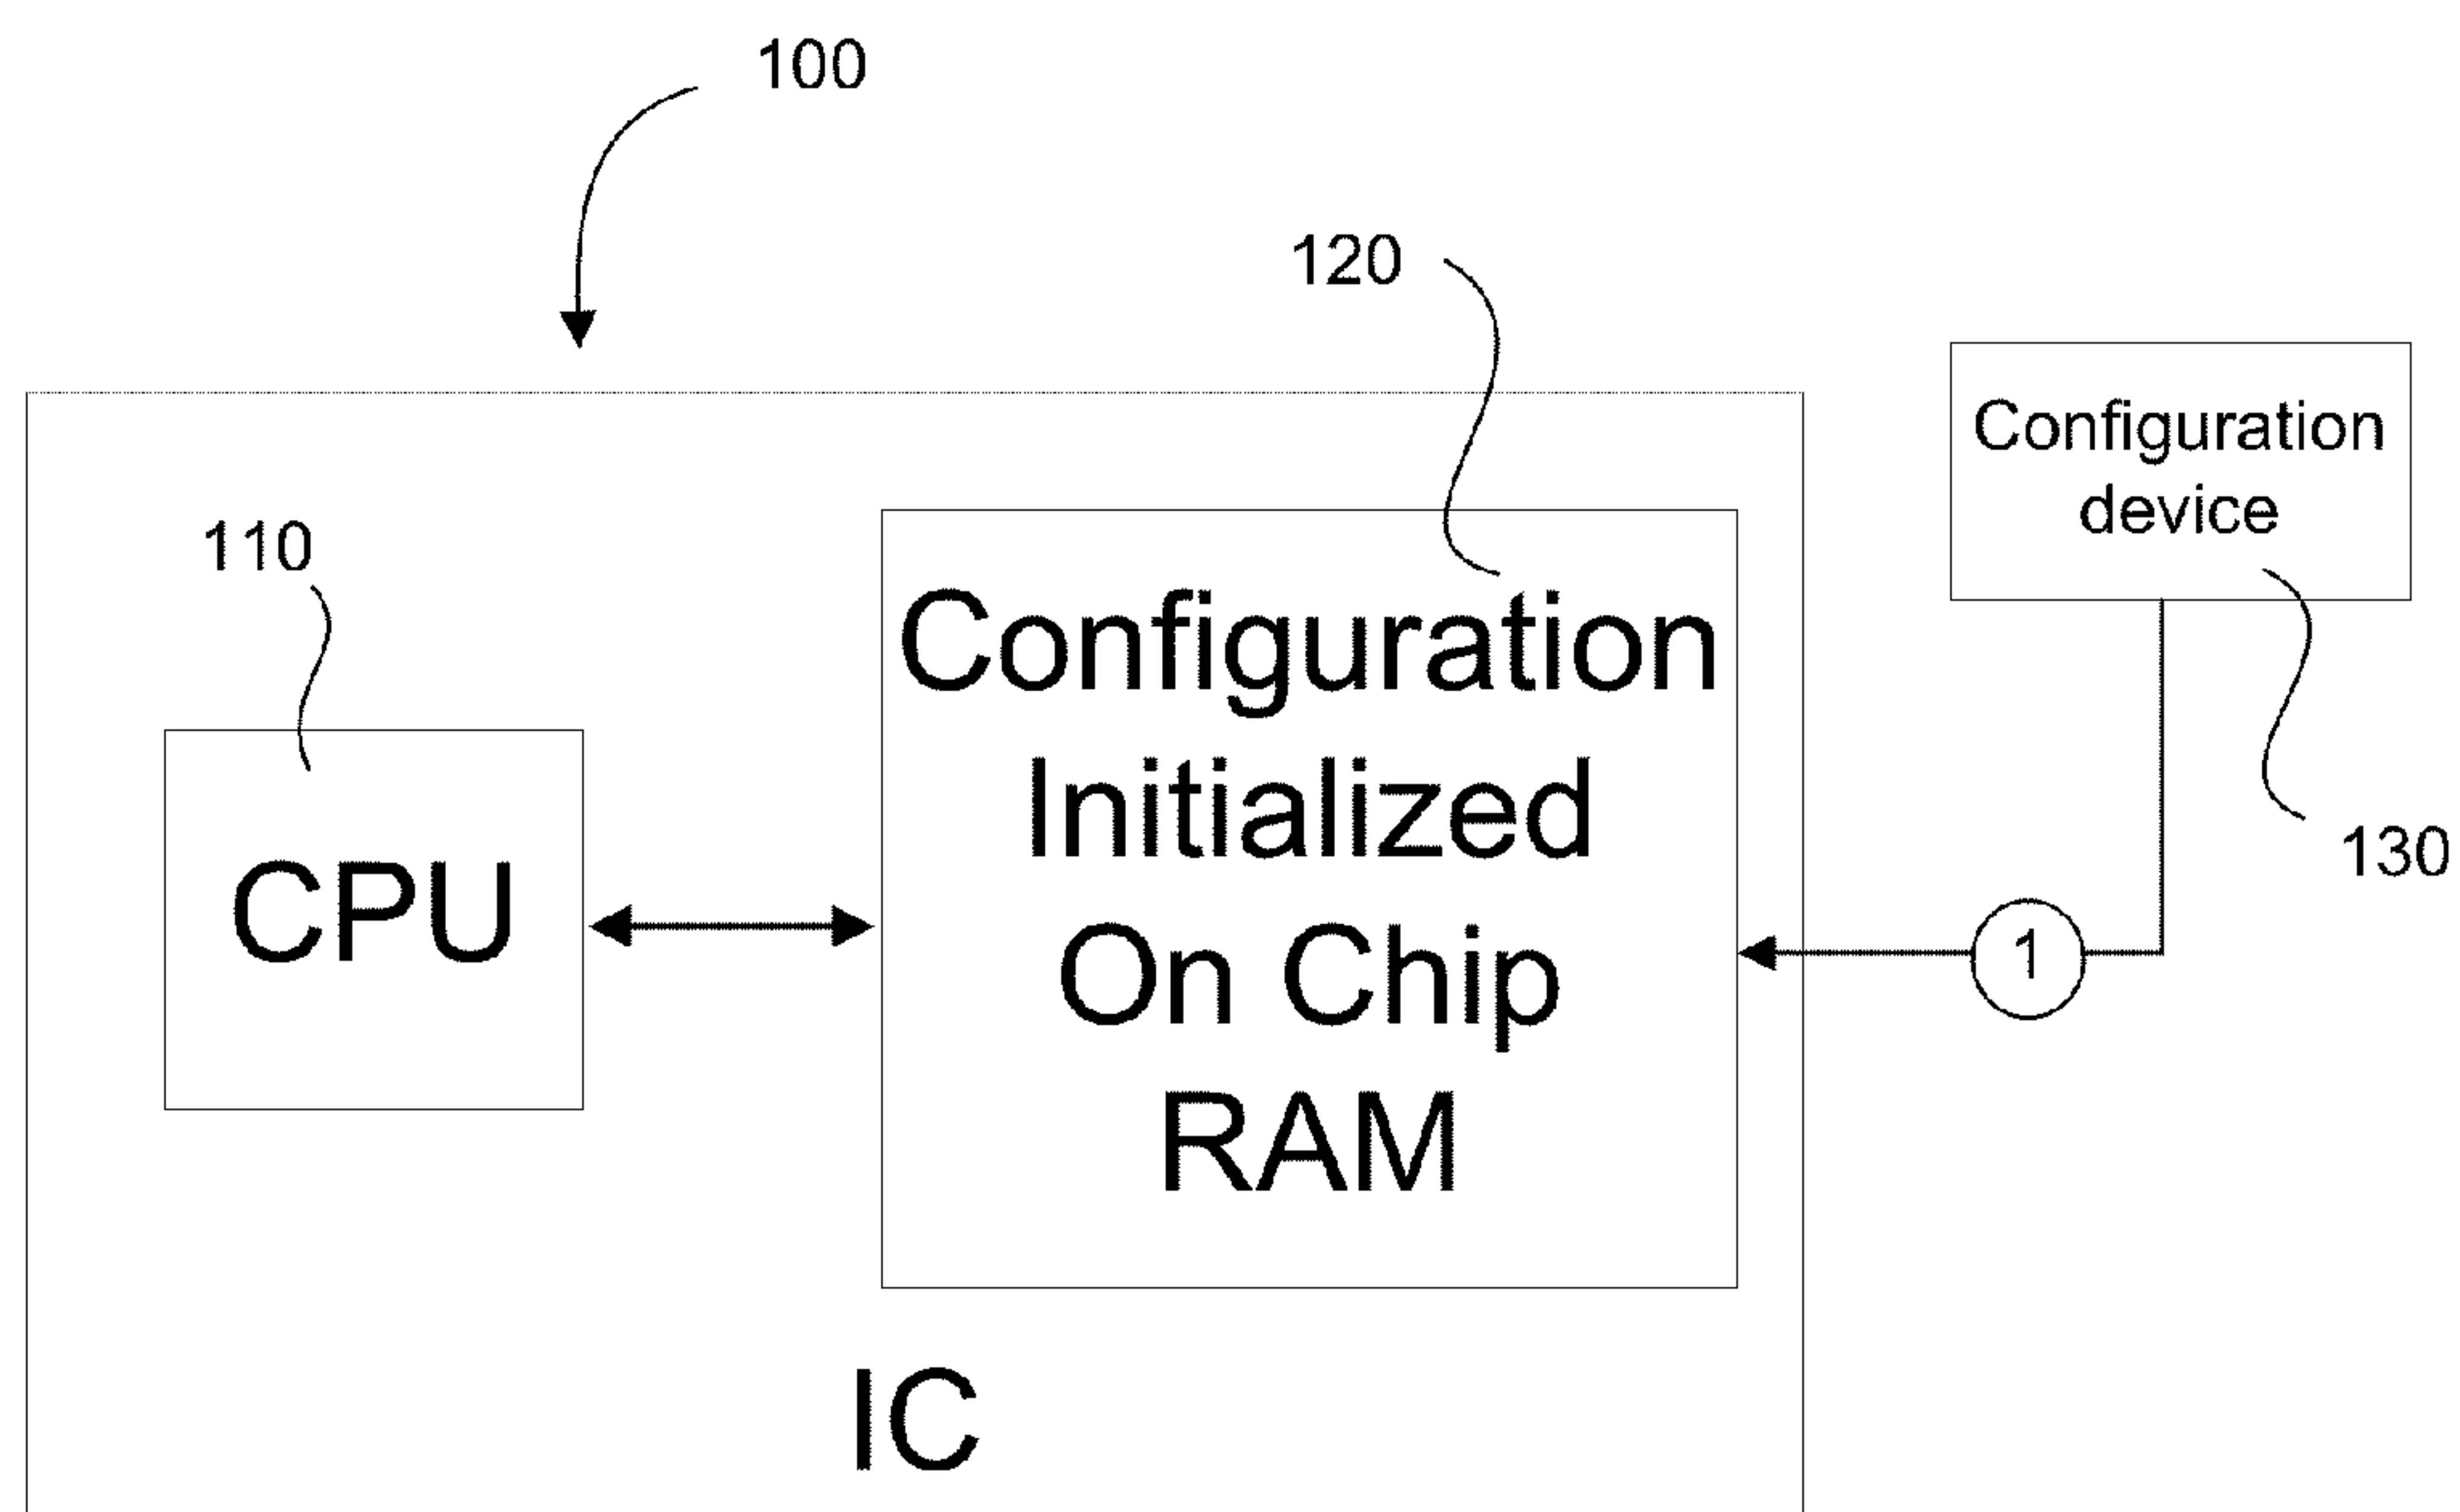 100
120
Configuration
device
110
Configuration
Initialized
On Chip
RAM
CPU
130
1
IC